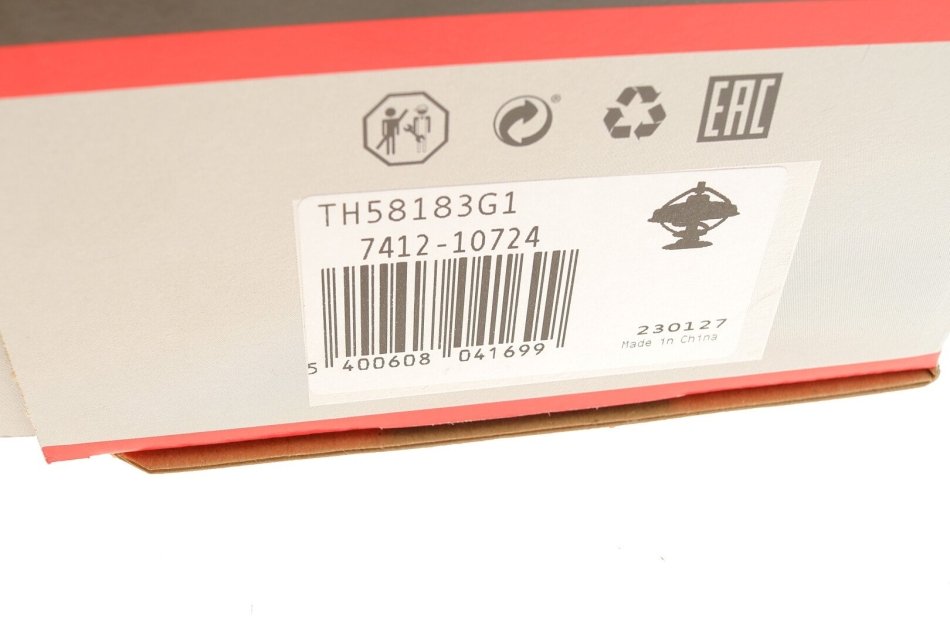 ®
EAC
TH58183G1
7412-10724
5 400608 041699
230127
Made in China